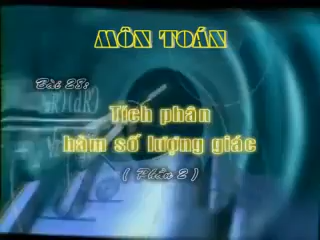 MÔN TOÁN
Bài 28:
Tích phân
hàm số lượng giác
( Phần 2 )